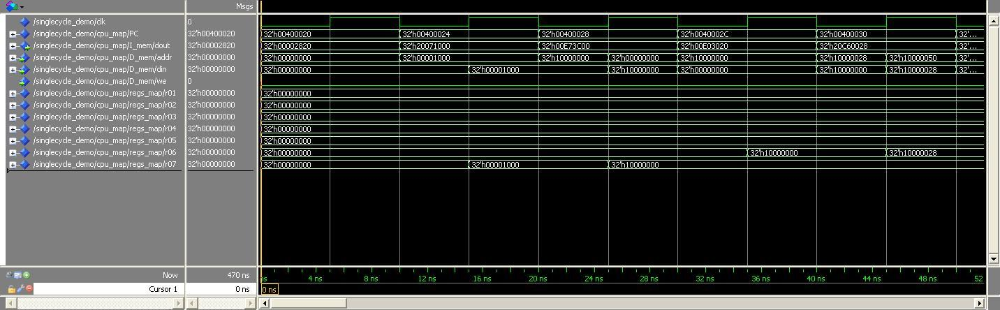 Msgs
/singlecycle_demo/clk 0
/singlecycle_demo/cpu_map/PC 32'h00400020 32'h00400020 32'h00400024 32'h00400028 32'h0040002C 32'h00400030 32'...
/singlecycle_demo/cpu_map/I_mem/dout 32'h00002820 32'h00002820 32'h20071000 32'h00E73C00 32'h00E03020 32'h20C60028 32'...
/singlecycle_demo/cpu_map/D_mem/addr 32'h00000000 32'h00000000 32'h00001000 32'h10000000 32'h00000000 32'h10000000 32'h10000028 32'h10000050 32'...
/singlecycle_demo/cpu_map/D_mem/din 32'h00000000 32'h00000000 32'h00001000 32'h10000000 32'h00000000 32'h10000000 32'h10000028 32'...
/singlecycle_demo/cpu_map/D_mem/we 0
/singlecycle_demo/cpu_map/regs_map/r01 32'h00000000 32'h00000000
/singlecycle_demo/cpu_map/regs_map/r02 32'h00000000 32'h00000000
/singlecycle_demo/cpu_map/regs_map/r03 32'h00000000 32'h00000000
/singlecycle_demo/cpu_map/regs_map/r04 32'h00000000 32'h00000000
/singlecycle_demo/cpu_map/regs_map/r05 32'h00000000 32'h00000000
/singlecycle_demo/cpu_map/regs_map/r06 32'h00000000 32'h00000000 32'h10000000 32'h10000028
/singlecycle_demo/cpu_map/regs_map/r07 32'h00000000 32'h00000000 32'h00001000 32'h10000000
Now 470 ns ns 4 ns 8 ns 12 ns 16 ns 20 ns 24 ns 28 ns 32 ns 36 ns 40 ns 44 ns 48 ns 52
Cursor 1 0 ns 0 ns